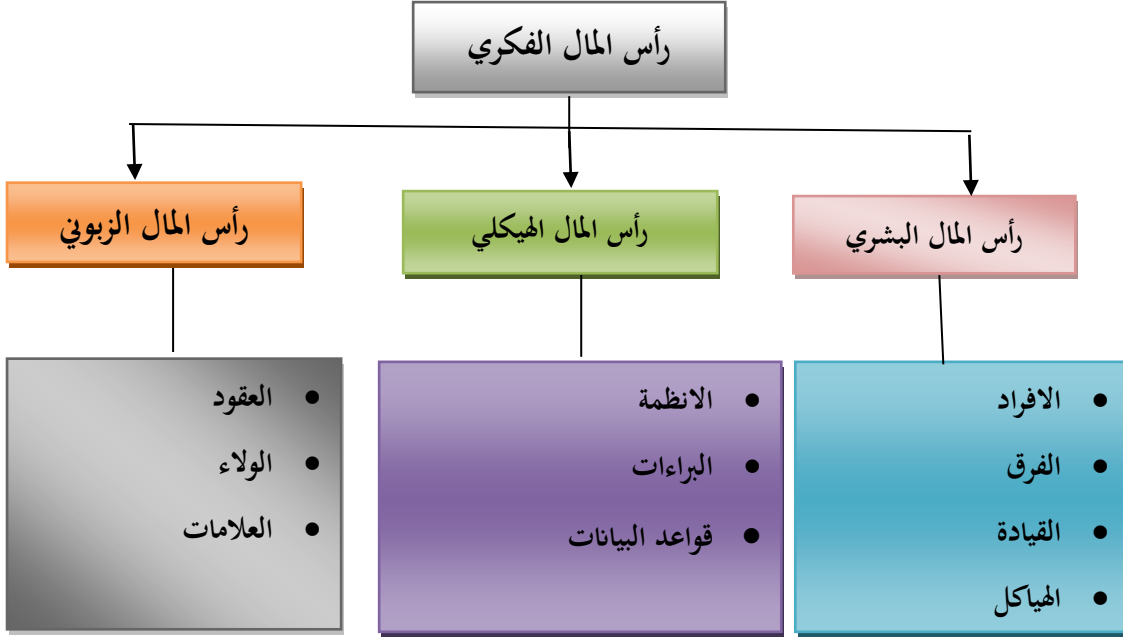 رأس المال الفكري
رأس المال البشري
رأس المال الهيكلي
رأس المال الزبوني
● الافراد
● الفرق
● القيادة
● الهياكل
● الانظمة
● البراءات
● قواعد البيانات
● العقود
● الولاء
● العلامات